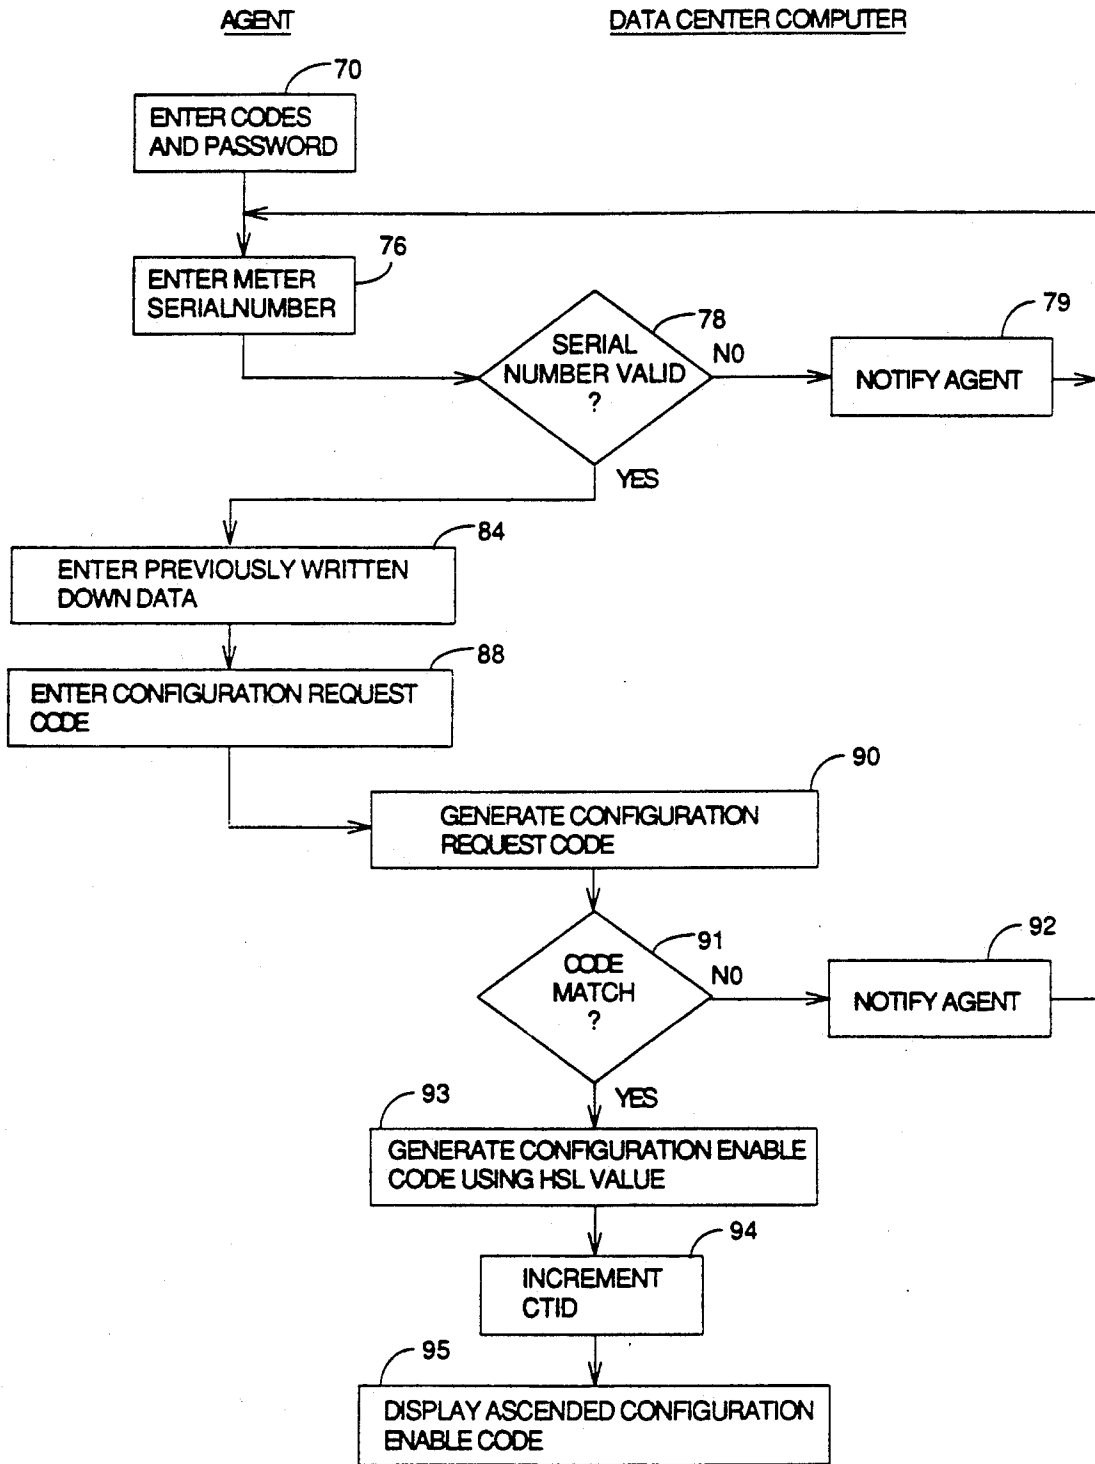 AGENT
DATA CENTER COMPUTER
70
ENTER CODES
AND PASSWORD
76
ENTER METER
SERIALNUMBER
78
SERIAL
NUMBER VALID
?
NO
79
NOTIFY AGENT
YES
84
ENTER PREVIOUSLY WRITTEN
DOWN DATA
88
ENTER CONFIGURATION REQUEST
CODE
90
GENERATE CONFIGURATION
REQUEST CODE
91
CODE
MATCH
?
NO
92
NOTIFY AGENT
YES
93
GENERATE CONFIGURATION ENABLE
CODE USING HSL VALUE
94
INCREMENT
CTID
95
DISPLAY ASCENDED CONFIGURATION
ENABLE CODE